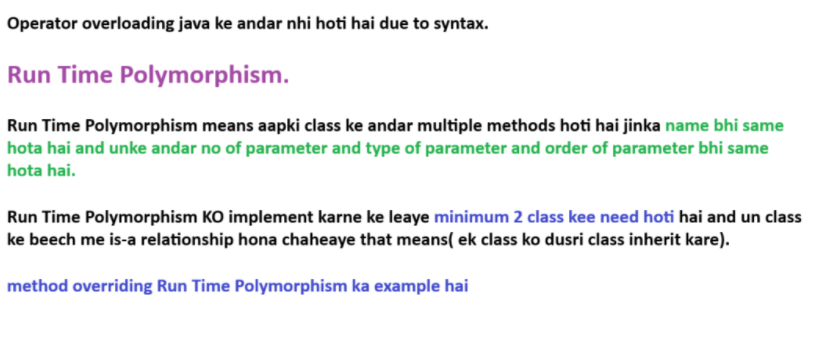 Operator overloading java ke andar nhi hoti hai due to syntax.
Run Time Polymorphism.
Run Time Polymorphism means aapki class ke andar multiple methods hoti hai jinka name bhi same
hota hai and unke andar no of parameter and type of parameter and order of parameter bhi same
hota hai.
Run Time Polymorphism KO implement karne ke leaye minimum 2 class kee need hoti hai and un class
ke beech me is-a relationship hona chaheaye that means( ek class ko dusri class inherit kare).
method overriding Run Time Polymorphism ka example hai